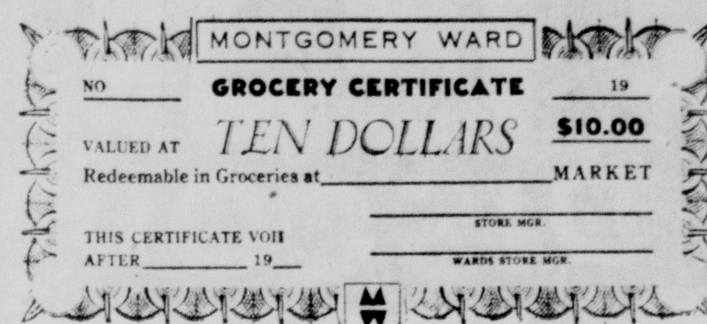 MONTGOMERY WARD
NO GROCERY CERTIFICATE 19
VALUED AT TEN DOLLARS $10.00
Redeemable in Groceries at MARKET
STORE MGR.
THIS CERTIFICATE VOII
AFTER 19
WARDS STORE MGR.